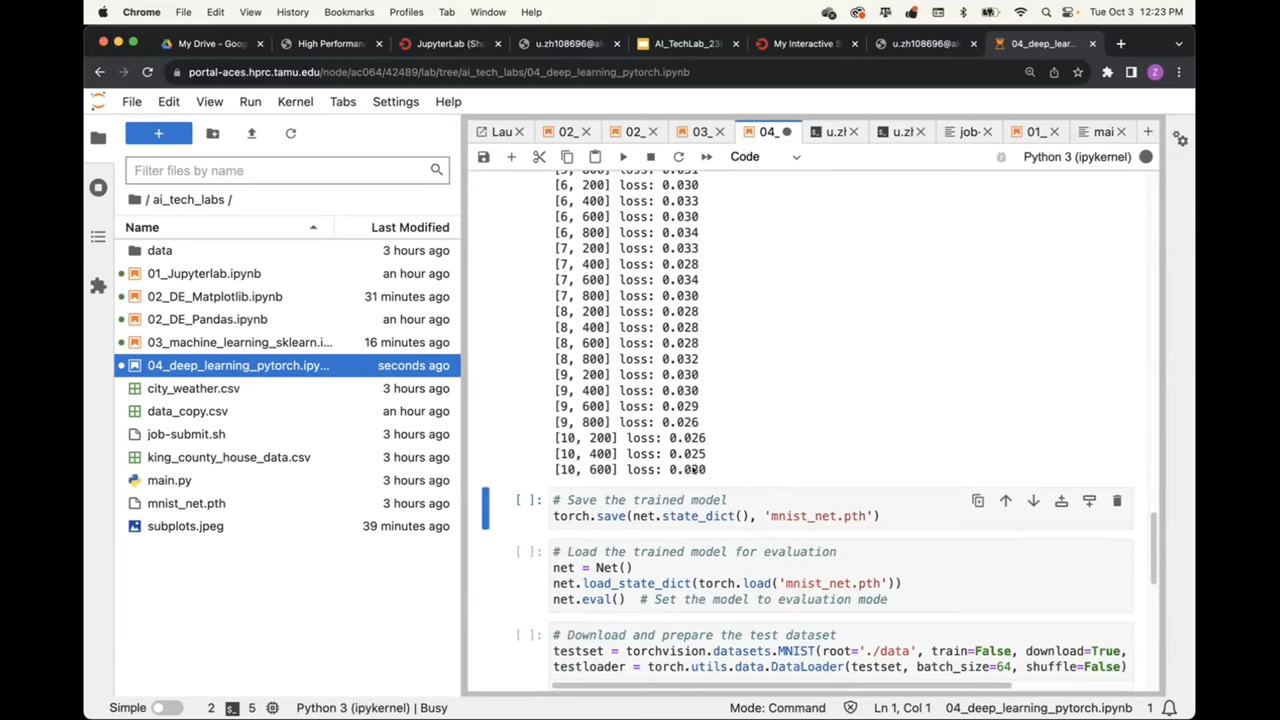 Chrome File Edit View History Bookmarks Profiles Tab Window Help Tue Oct 3 12:23 PM
My Drive - Goog High Performan JupyterLab (Sho u.zh108696@al AI_TechLab_23 My Interactive S u.zh108696@ac 04_deep_learnin
portal-aces.hprc.tamu.edu/node/ac064/42489/lab/tree/ai_tech_labs/04_deep_learning_pytorch.ipynb Z
File Edit View Run Kernel Tabs Settings Help
+
Lau 02_ 02_ 03_ 04_ u.zh u.zh job- 01_ mai
Code Python 3 (ipykernel)
Filter files by name
/ ai_tech_labs /
Name Last Modified
data 3 hours ago
01_Jupyterlab.ipynb an hour ago
02_DE_Matplotlib.ipynb 31 minutes ago
02_DE_Pandas.ipynb an hour ago
03_machine_learning_sklearn.i... 16 minutes ago
04_deep_learning_pytorch.ipy... seconds ago
city_weather.csv 3 hours ago
data_copy.csv an hour ago
job-submit.sh 3 hours ago
king_county_house_data.csv 3 hours ago
main.py 3 hours ago
mnist_net.pth 3 hours ago
subplots.jpeg 39 minutes ago
[6, 200] loss: 0.030
[6, 400] loss: 0.033
[6, 600] loss: 0.030
[6, 800] loss: 0.034
[7, 200] loss: 0.033
[7, 400] loss: 0.028
[7, 600] loss: 0.034
[7, 800] loss: 0.030
[8, 200] loss: 0.028
[8, 400] loss: 0.028
[8, 600] loss: 0.028
[8, 800] loss: 0.032
[9, 200] loss: 0.030
[9, 400] loss: 0.030
[9, 600] loss: 0.029
[9, 800] loss: 0.026
[10, 200] loss: 0.026
[10, 400] loss: 0.025
[10, 600] loss:
[ ]: # Save the trained model
torch.save(net.state_dict(), 'mnist_net.pth')
[ ]: # Load the trained model for evaluation
net = Net()
net.load_state_dict(torch.load('mnist_net.pth'))
net.eval() # Set the model to evaluation mode
[ ]: # Download and prepare the test dataset
testset = torchvision.datasets.MNIST(root='./data', train=False, download=True,
testloader = torch.utils.data.DataLoader(testset, batch_size=64, shuffle=False)
Simple 2 5 Python 3 (ipykernel) | Busy Mode: Command Ln 1, Col 1 04_deep_learning_pytorch.ipynb 1